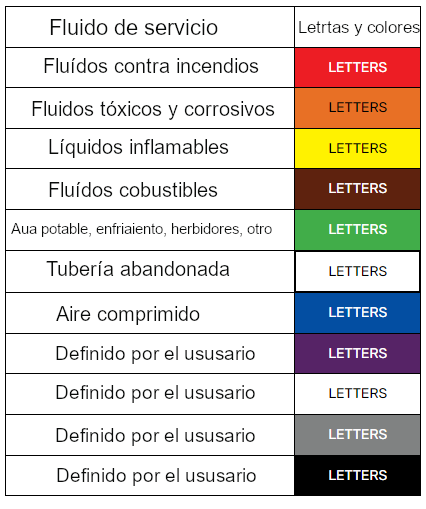 Fluido de servicio Letrtas y colores
Fluídos contra incendios LETTERS
Fluidos tóxicos y corrosivos LETTERS
Líquidos inflamables LETTERS
Fluídos cobustibles LETTERS
Aua potable, enfriaiento, herbidores, otro LETTERS
Tubería abandonada LETTERS
Aire comprimido LETTERS
Definido por el ususario LETTERS
Definido por el ususario LETTERS
Definido por el ususario LETTERS
Definido por el ususario LETTERS